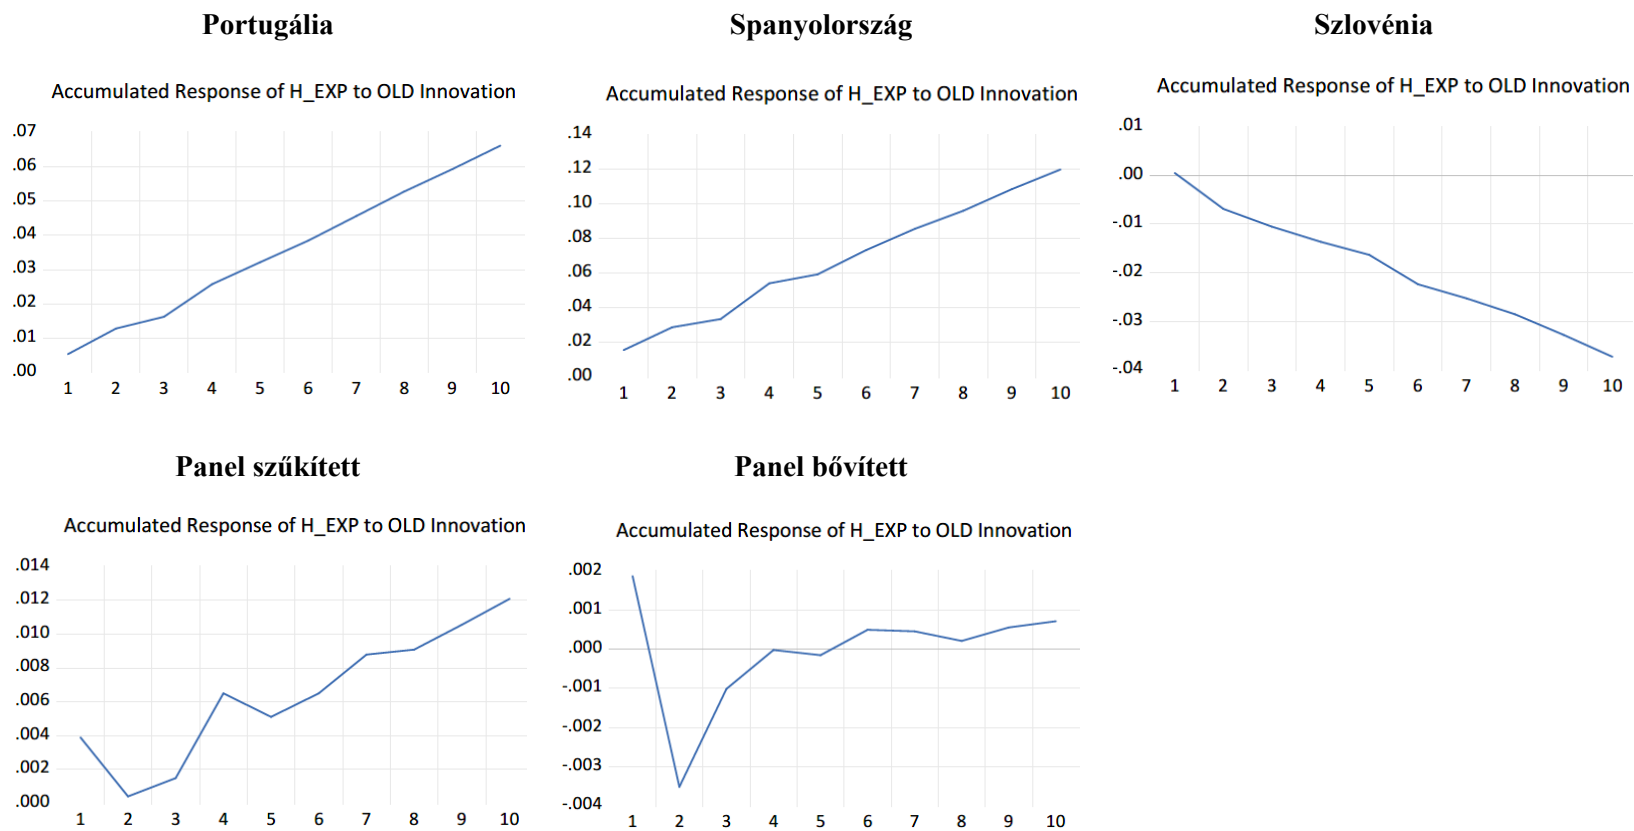 Portugália
Spanyolország
Szlovénia
Accumulated Response of H_EXP to OLD Innovation
.07
.06
.05
.04
.03
.02
.01
.00
1 2 3 4 5 6 7 8 9 10
Accumulated Response of H_EXP to OLD Innovation
.14
.12
.10
.08
.06
.04
.02
.00
1 2 3 4 5 6 7 8 9 10
Accumulated Response of H_EXP to OLD Innovation
.01
.00
-.01
-.02
-.03
-.04
1 2 3 4 5 6 7 8 9 10
Panel szűkített
Panel bővített
Accumulated Response of H_EXP to OLD Innovation
.014
.012
.010
.008
.006
.004
.002
.000
1 2 3 4 5 6 7 8 9 10
Accumulated Response of H_EXP to OLD Innovation
.002
.001
.000
-.001
-.002
-.003
-.004
1 2 3 4 5 6 7 8 9 10